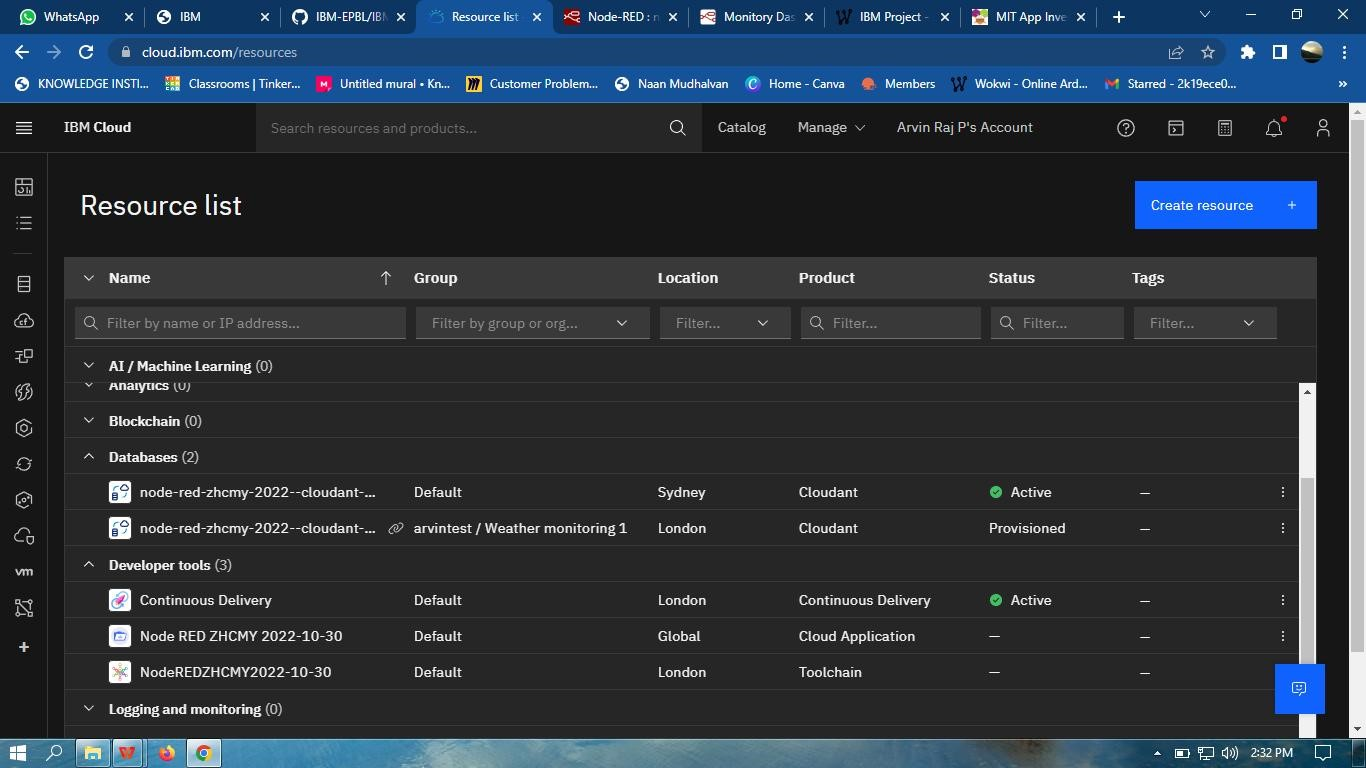 WhatsApp
IBM
IBM-EPBL/IBM
Resource list
Node-RED : n
Monitory Das
IBM Project -
MIT App Inve
cloud.ibm.com/resources
KNOWLEDGE INSTI...
Classrooms | Tinker...
Untitled mural • Kn...
Customer Problem...
Naan Mudhalvan
Home - Canva
Members
Wokwi - Online Ard...
Starred - 2k19ece0...
IBM Cloud
Search resources and products...
Catalog
Manage
Arvin Raj P's Account
Resource list
Create resource +
Name Group Location Product Status Tags
Filter by name or IP address... Filter by group or org... Filter... Filter... Filter... Filter...
AI / Machine Learning (0)
Analytics (0)
Blockchain (0)
Databases (2)
node-red-zhcmy-2022--cloudant-... Default Sydney Cloudant Active –
node-red-zhcmy-2022--cloudant-... arvintest / Weather monitoring 1 London Cloudant Provisioned –
Developer tools (3)
Continuous Delivery Default London Continuous Delivery Active –
Node RED ZHCMY 2022-10-30 Default Global Cloud Application – –
NodeREDZHCMY2022-10-30 Default London Toolchain – –
Logging and monitoring (0)
vm
2:32 PM